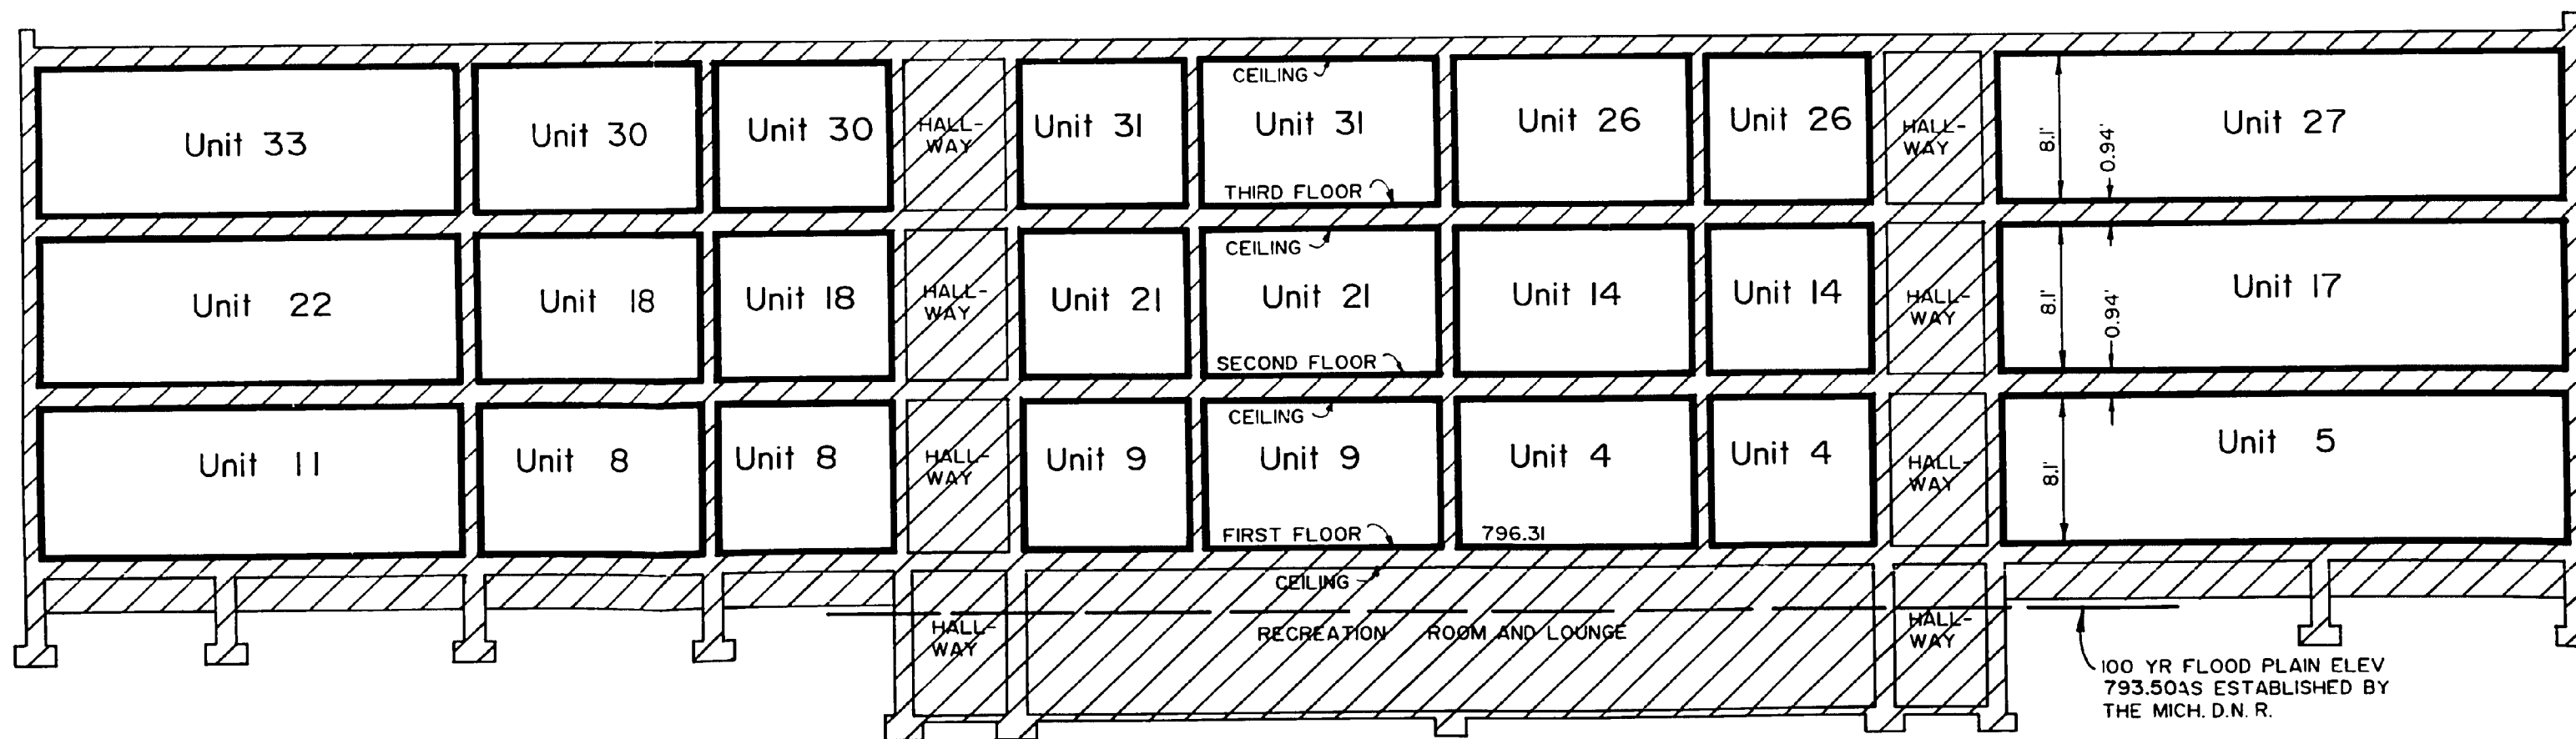 CEILING
Unit 33
Unit 30
Unit 30
HALL-
WAY
Unit 31
Unit 31
Unit 26
Unit 26
HALL-
WAY
8.1'
0.94'
Unit 27
THIRD FLOOR
CEILING
Unit 22
Unit 18
Unit 18
HALL-
WAY
Unit 21
Unit 21
Unit 14
Unit 14
HALL-
WAY
8.1'
0.94'
Unit 17
SECOND FLOOR
CEILING
Unit 11
Unit 8
Unit 8
HALL-
WAY
Unit 9
Unit 9
Unit 4
Unit 4
HALL-
WAY
8.1'
Unit 5
FIRST FLOOR
796.31
CEILING
HALL-
WAY
RECREATION ROOM AND LOUNGE
HALL-
WAY
100 YR FLOOD PLAIN ELEV
793.50AS ESTABLISHED BY
THE MICH. D.N.R.